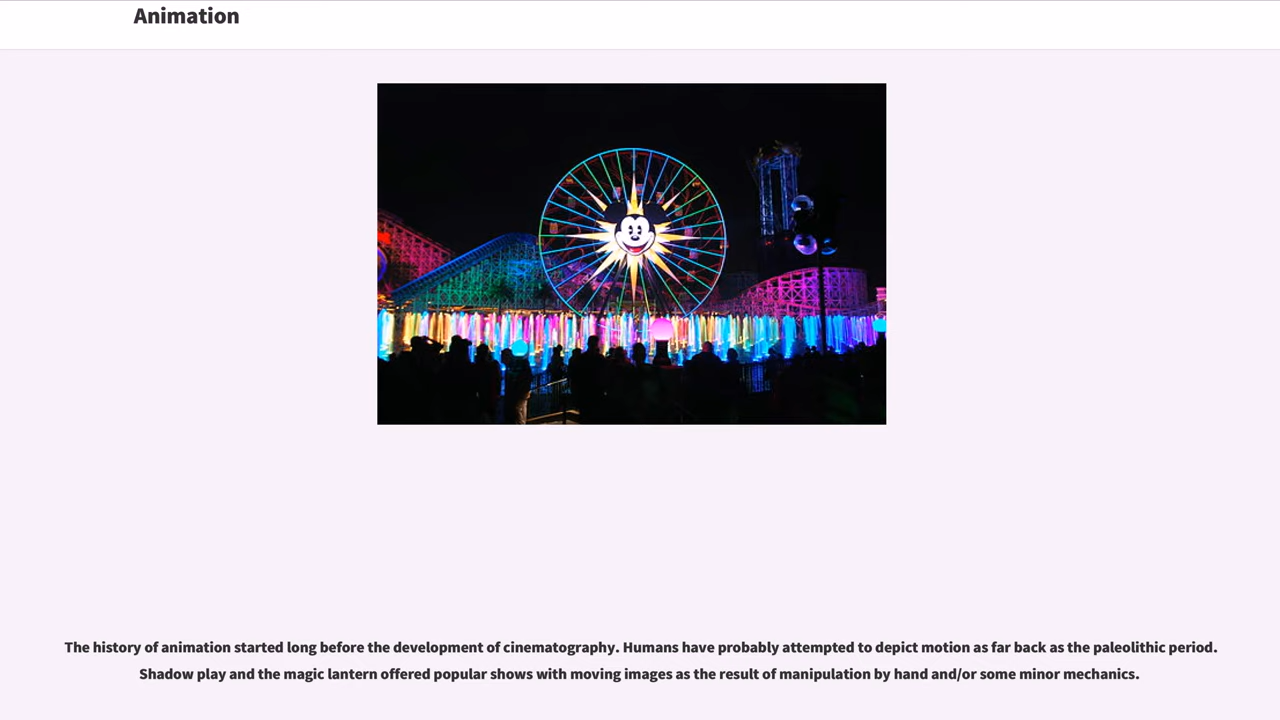 Animation
The history of animation started long before the development of cinematography. Humans have probably attempted to depict motion as far back as the paleolithic period.
Shadow play and the magic lantern offered popular shows with moving images as the result of manipulation by hand and/or some minor mechanics.